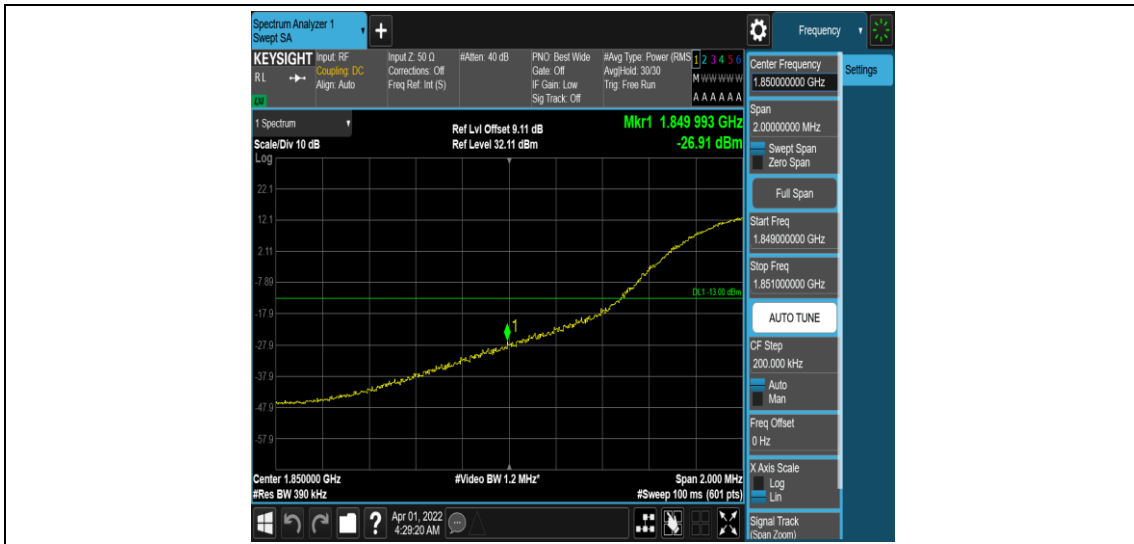 Spectrum Analyzer 1
Swept SA
+
Frequency
KEYSIGHT
RL
LXI
Input: RF
Coupling: DC
Align: Auto
Input Z: 50 Ω
Corrections: Off
Freq Ref: Int (S)
#Atten: 40 dB
PNO: Best Wide
Gate: Off
IF Gain: Low
Sig Track: Off
#Avg Type: Power (RMS
Avg|Hold: 30/30
Trig: Free Run
1 2 3 4 5 6
M W W W W W
A A A A A A
1 Spectrum
Scale/Div 10 dB
Log
Ref Lvl Offset 9.11 dB
Ref Level 32.11 dBm
Mkr1 1.849 993 GHz
-26.91 dBm
22.1
12.1
2.11
-7.89
DL1 -13.00 dBm
-17.9
1
-27.9
-37.9
-47.9
-57.9
Center 1.850000 GHz
#Video BW 1.2 MHz*
Span 2.000 MHz
#Res BW 390 kHz
#Sweep 100 ms (601 pts)
?
Apr 01, 2022
4:29:20 AM
Center Frequency
1.850000000 GHz
Settings
Span
2.00000000 MHz
Swept Span
Zero Span
Full Span
Start Freq
1.849000000 GHz
Stop Freq
1.851000000 GHz
AUTO TUNE
CF Step
200.000 kHz
Auto
Man
Freq Offset
0 Hz
X Axis Scale
Log
Lin
Signal Track
(Span Zoom)